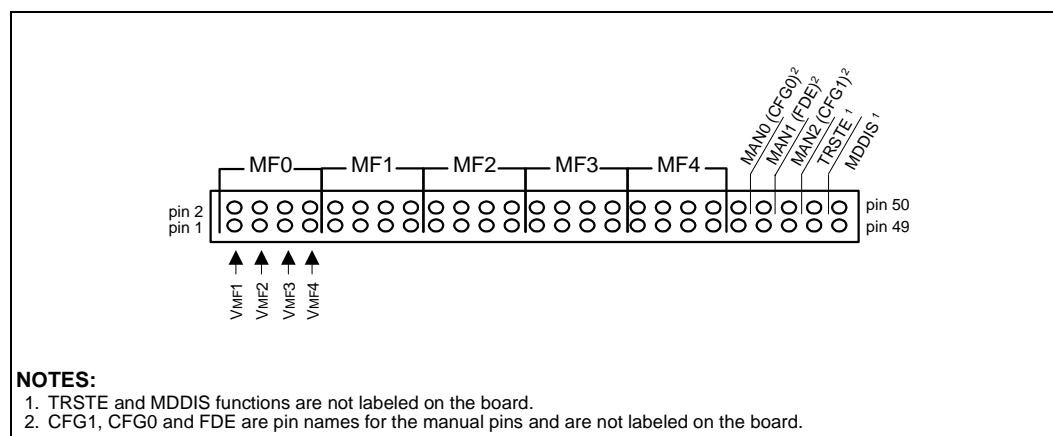 MAN0 (CFG0)²
MAN1 (FDE)²
MAN2 (CFG1)²
TRSTE ¹
MDDIS ¹
MF0 MF1 MF2 MF3 MF4
pin 2 pin 50
pin 1 pin 49
VMF1
VMF2
VMF3
VMF4
NOTES:
1. TRSTE and MDDIS functions are not labeled on the board.
2. CFG1, CFG0 and FDE are pin names for the manual pins and are not labeled on the board.